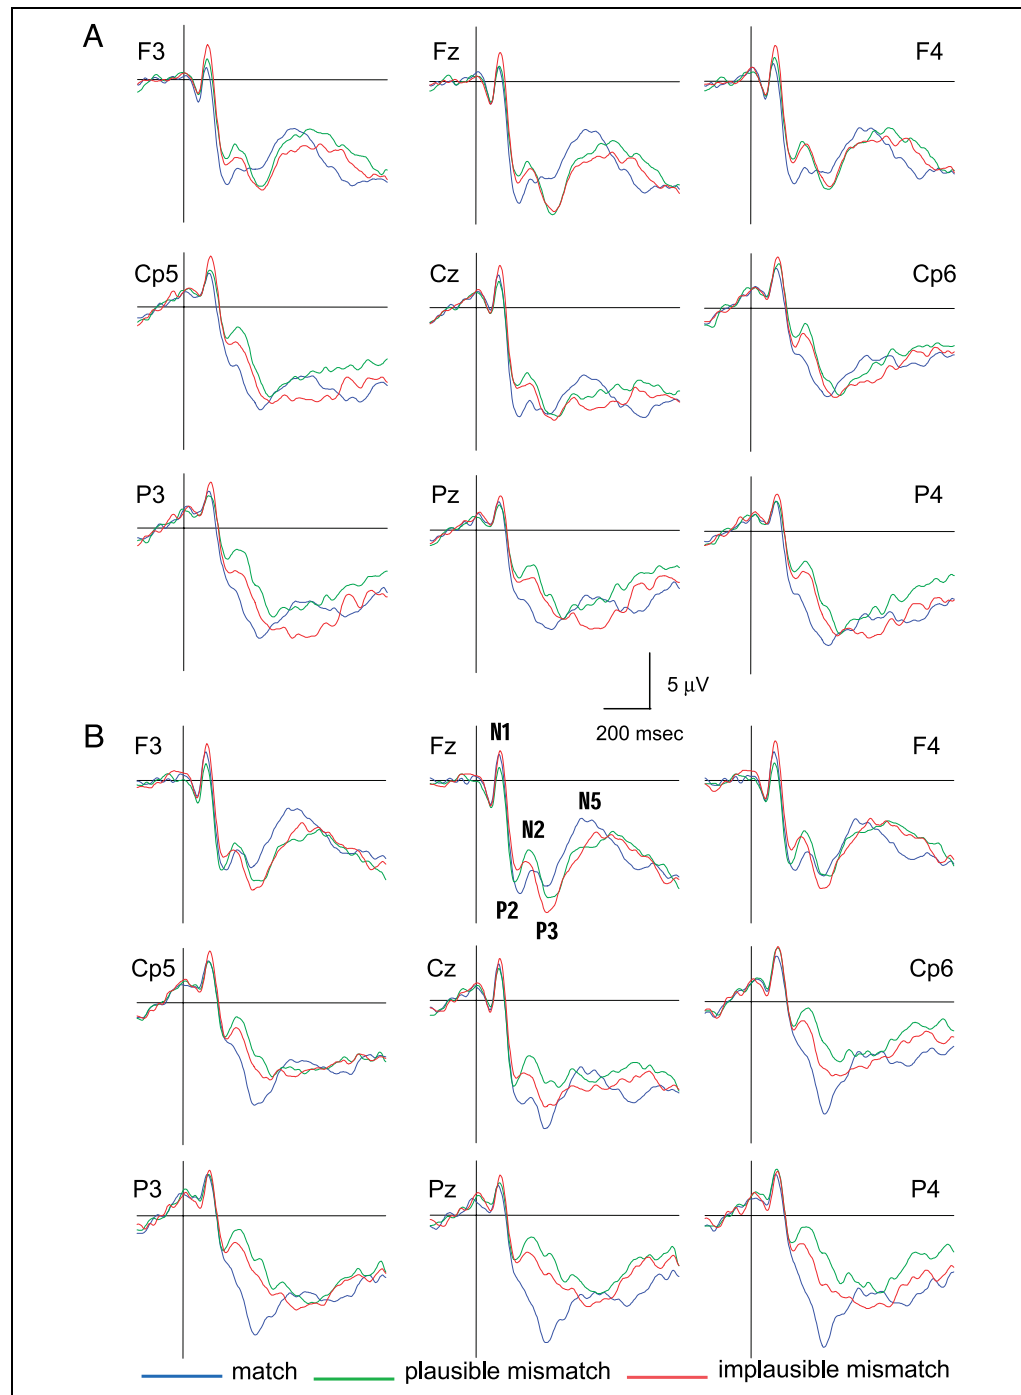 A
F3
Fz
F4
Cp5
Cz
Cp6
P3
Pz
P4
5 μV
200 msec
B
F3
Fz
F4
N1
N2
N5
P2
P3
Cp5
Cz
Cp6
P3
Pz
P4
match
plausible mismatch
implausible mismatch